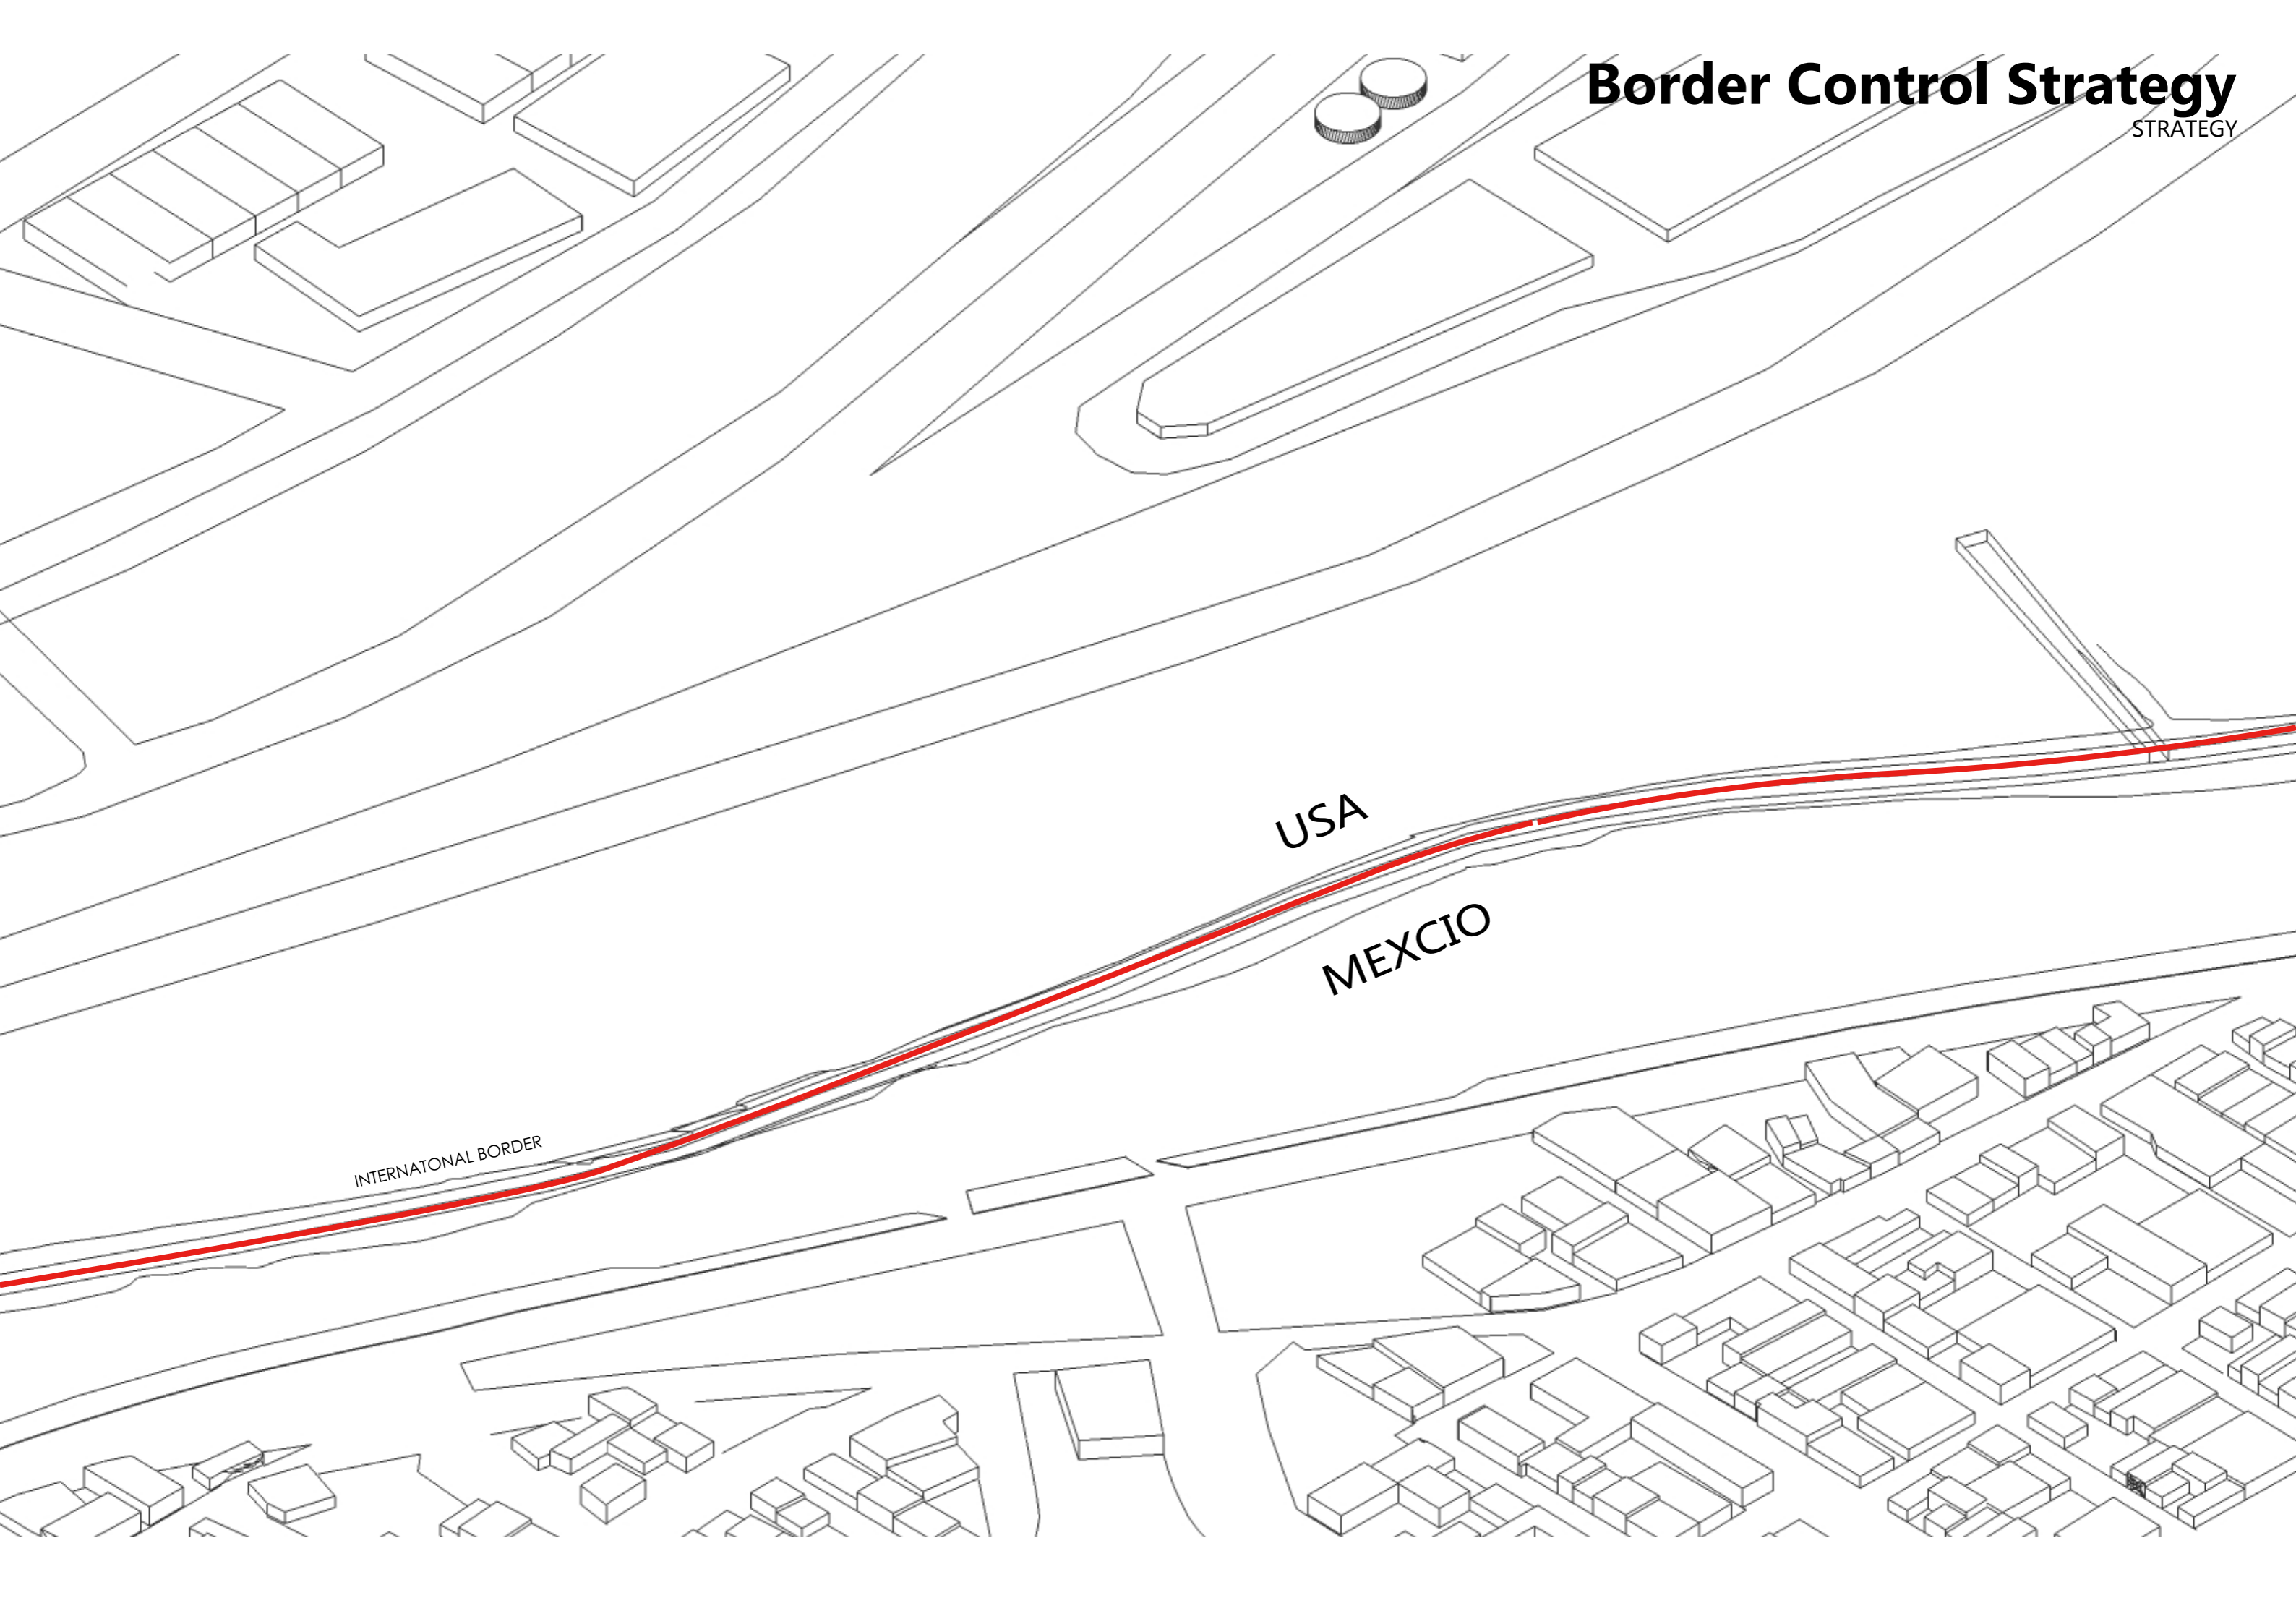 Border Control Strategy
STRATEGY
USA
MEXCIO
INTERNATONAL BORDER